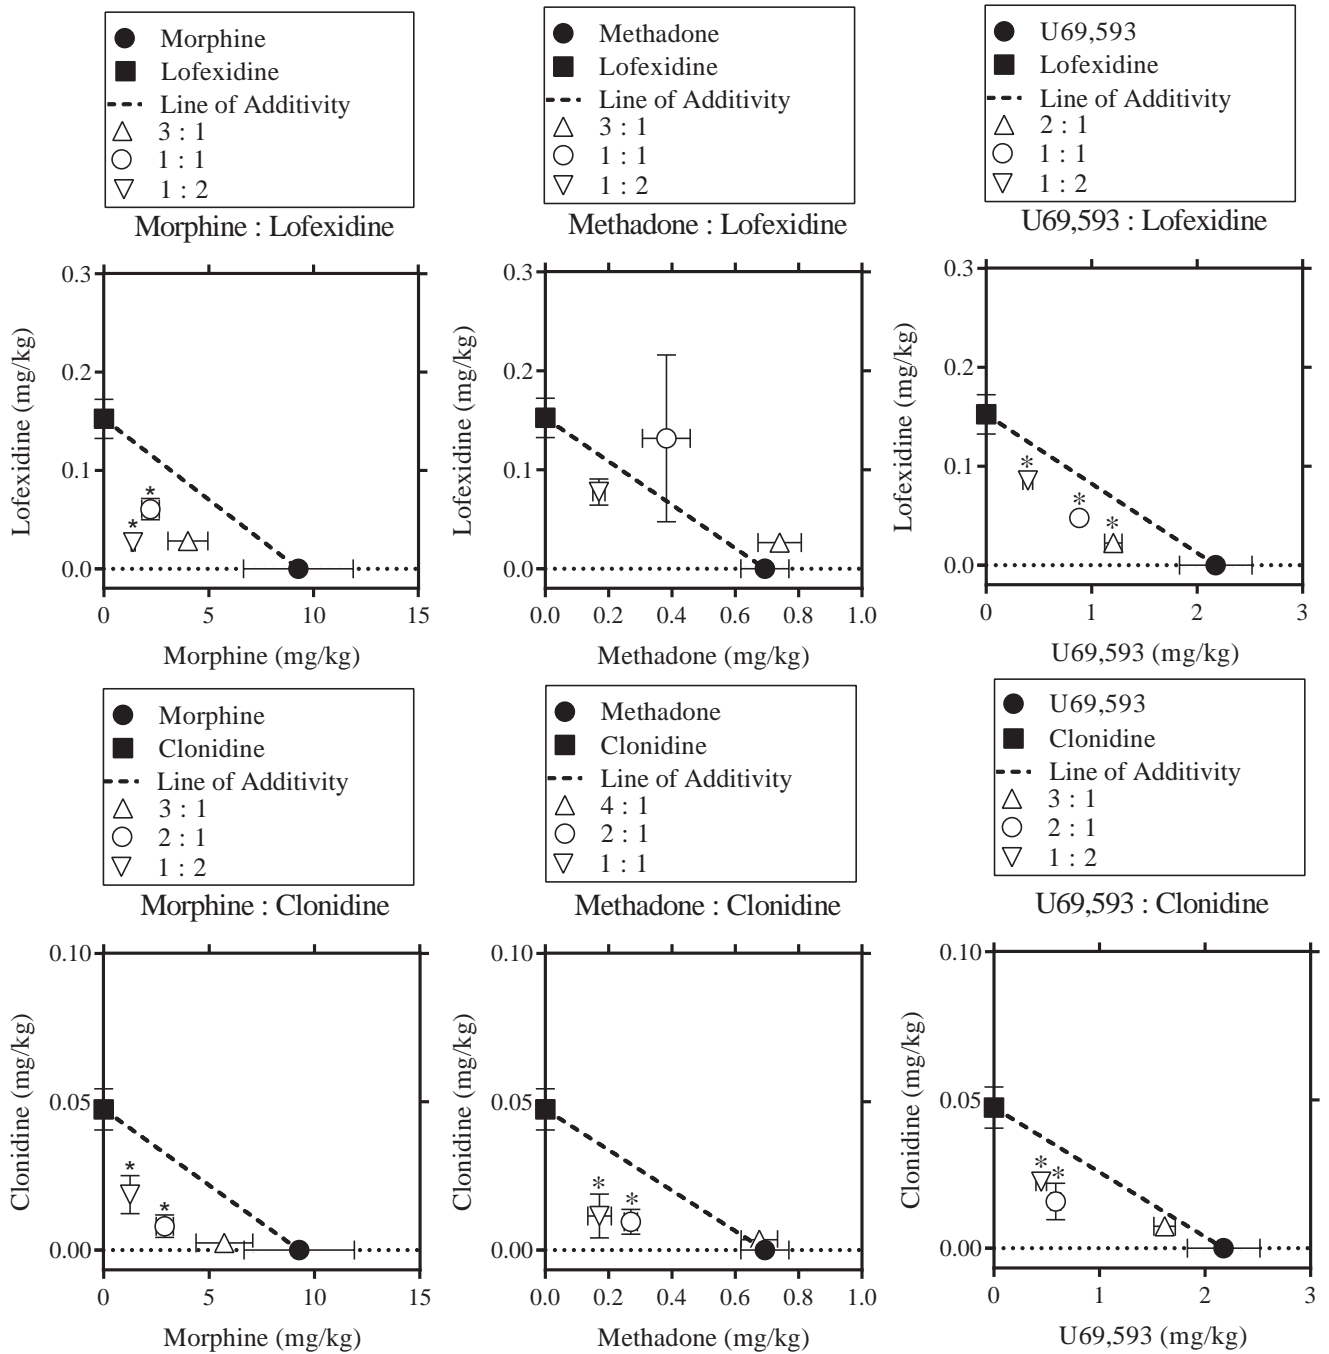 Morphine
Lofexidine
Line of Additivity
3 : 1
1 : 1
1 : 2
Morphine : Lofexidine
0.3
0.2
0.1
0.0
Lofexidine (mg/kg)
*
*
0
5
10
15
Morphine (mg/kg)
Methadone
Lofexidine
Line of Additivity
3 : 1
1 : 1
1 : 2
Methadone : Lofexidine
0.3
0.2
0.1
0.0
Lofexidine (mg/kg)
0.0
0.2
0.4
0.6
0.8
1.0
Methadone (mg/kg)
U69,593
Lofexidine
Line of Additivity
2 : 1
1 : 1
1 : 2
U69,593 : Lofexidine
0.3
0.2
0.1
0.0
Lofexidine (mg/kg)
*
*
*
0
1
2
3
U69,593 (mg/kg)
Morphine
Clonidine
Line of Additivity
3 : 1
2 : 1
1 : 2
Morphine : Clonidine
0.10
0.05
0.00
Clonidine (mg/kg)
*
*
0
5
10
15
Morphine (mg/kg)
Methadone
Clonidine
Line of Additivity
4 : 1
2 : 1
1 : 1
Methadone : Clonidine
0.10
0.05
0.00
Clonidine (mg/kg)
*
*
0.0
0.2
0.4
0.6
0.8
1.0
Methadone (mg/kg)
U69,593
Clonidine
Line of Additivity
3 : 1
2 : 1
1 : 2
U69,593 : Clonidine
0.10
0.05
0.00
Clonidine (mg/kg)
*
*
0
1
2
3
U69,593 (mg/kg)